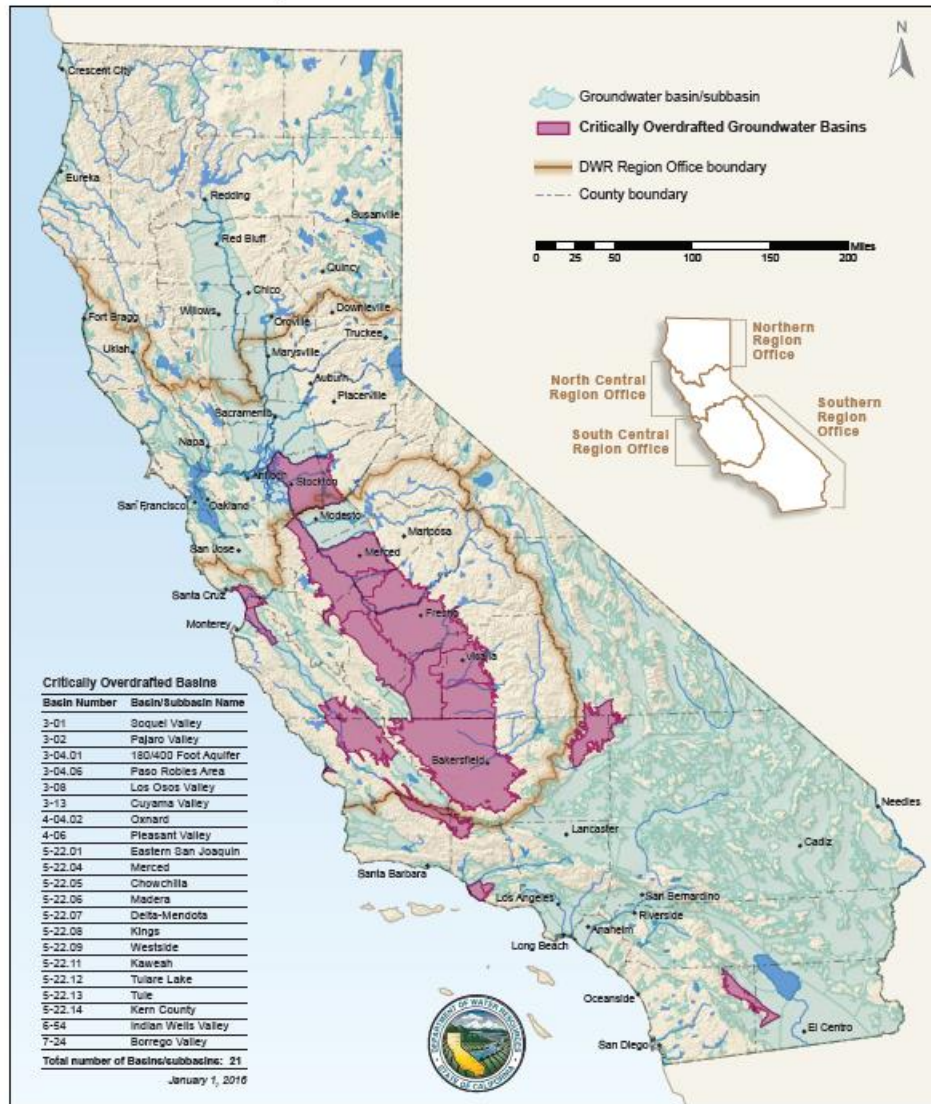 N
Groundwater basin/subbasin
Critically Overdrafted Groundwater Basins
DWR Region Office boundary
County boundary
Miles
0 25 50 100 150 200
Northern
Region
Office
North Central
Region Office
Southern
Region
Office
South Central
Region Office
Crescent City
Eureka
Redding
Susanville
Red Bluff
Quincy
Chico
Willows
Oroville
Downieville
Fort Bragg
Truckee
Ukiah
Marysville
Auburn
Placerville
Sacramento
Napa
Antioch
Stockton
San Francisco
Oakland
Modesto
Mariposa
San Jose
Merced
Santa Cruz
Fresno
Monterey
Visalia
Bakersfield
Needles
Lancaster
Cadiz
Santa Barbara
Los Angeles
San Bernardino
Riverside
Anaheim
Long Beach
Oceanside
El Centro
San Diego
Critically Overdrafted Basins
Basin Number Basin/Subbasin Name
3-01 Soquel Valley
3-02 Pajaro Valley
3-04.01 180/400 Foot Aquifer
3-04.06 Paso Robles Area
3-08 Los Osos Valley
3-13 Cuyama Valley
4-04.02 Oxnard
4-06 Pleasant Valley
5-22.01 Eastern San Joaquin
5-22.04 Merced
5-22.05 Chowchilla
5-22.06 Madera
5-22.07 Delta-Mendota
5-22.08 Kings
5-22.09 Westside
5-22.11 Kaweah
5-22.12 Tulare Lake
5-22.13 Tule
5-22.14 Kern County
6-54 Indian Wells Valley
7-24 Borrego Valley
Total number of Basins/subbasins: 21
January 1, 2016
DEPARTMENT OF WATER RESOURCES
STATE OF CALIFORNIA